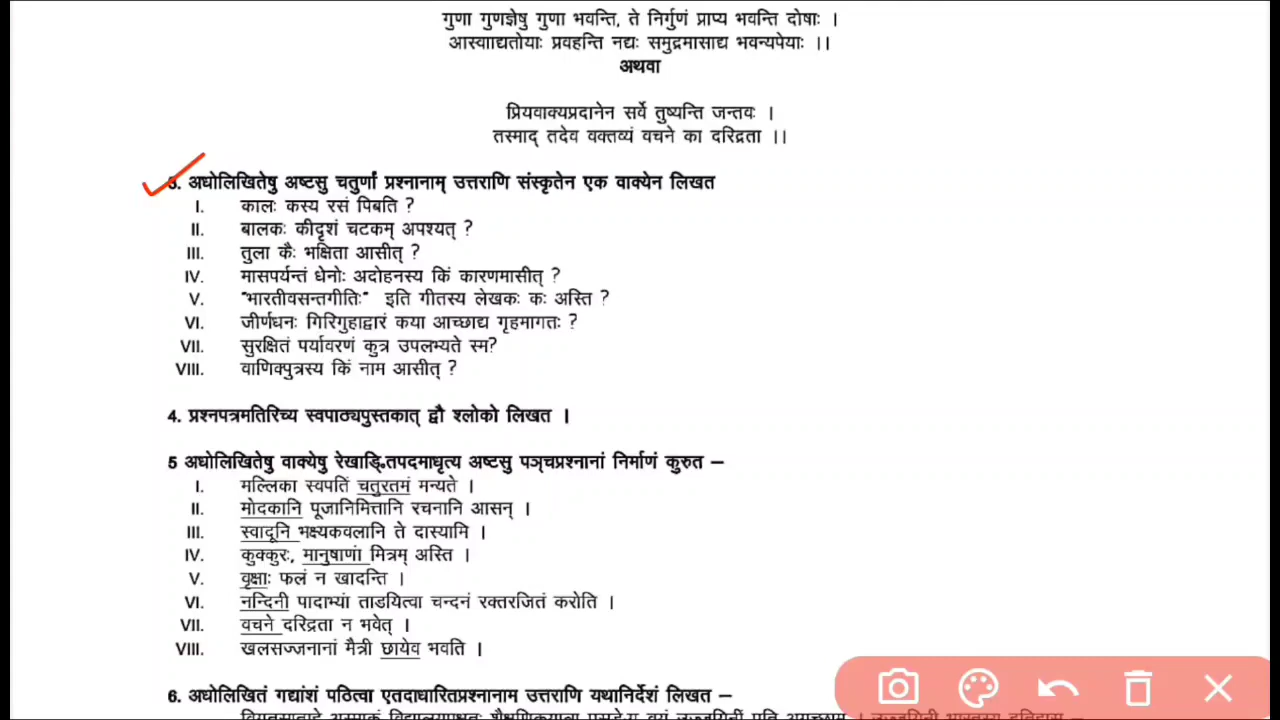 गुणा गुणज्ञेषु गुणा भवन्ति, ते निर्गुणं प्राप्य भवन्ति दोषाः ।
आस्वााद्यतोयाः प्रवहन्ति नद्यः समुद्रमासाद्य भवन्यपेयाः ।।
अथवा
प्रियवाक्यप्रदानेन सर्वे तुष्यन्ति जन्तवः ।
तस्माद् तदेव वक्तव्यं वचने का दरिद्रता ।।
3. अधोलिखितेषु अष्टसु चतुर्णां प्रश्नानाम् उत्तराणि संस्कृतेन एक वाक्येन लिखत
I. कालः कस्य रसं पिबति ?
II. बालकः कीदृशं चटकम् अपश्यत् ?
III. तुला कैः भक्षिता आसीत् ?
IV. मासपर्यन्तं धेनोः अदोहनस्य किं कारणमासीत् ?
V. "भारतीवसन्तगीतिः" इति गीतस्य लेखकः कः अस्ति ?
VI. जीर्णधनः गिरिगुहाद्वारं कया आच्छाद्य गृहमागतः ?
VII. सुरक्षितं पर्यावरणं कुत्र उपलभ्यते स्म?
VIII. वाणिक्पुत्रस्य किं नाम आसीत् ?
4. प्रश्नपत्रमतिरिच्य स्वपाठ्यपुस्तकात् द्वौ श्लोको लिखत ।
5 अधोलिखितेषु वाक्येषु रेखाङ्कितपदमाधृत्य अष्टसु पञ्चप्रश्नानां निर्माणं कुरुत –
I. मल्लिका स्वपतिं चतुरतमं मन्यते ।
II. मोदकानि पूजानिमित्तानि रचनानि आसन् ।
III. स्वादूनि भक्ष्यकवलानि ते दास्यामि ।
IV. कुक्कुरः, मानुषाणां मित्रम् अस्ति ।
V. वृक्षाः फलं न खादन्ति ।
VI. नन्दिनी पादाभ्यां ताडयित्वा चन्दनं रक्तरजितं करोति ।
VII. वचने दरिद्रता न भवेत् ।
VIII. खलसज्जनानां मैत्री छायेव भवति ।
6. अधोलिखितं गद्यांशं पठित्वा एतदाधारितप्रश्नानाम उत्तराणि यथानिर्देशं लिखत –